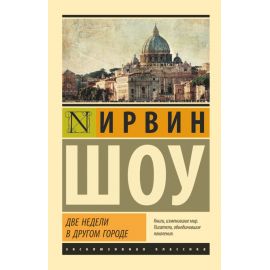 N ИРВИН
ШОУ
ДВЕ НЕДЕЛИ
В ДРУГОМ ГОРОДЕ
Книги, изменившие мир.
Писатели, объединившие
поколения.
эксклюзивная классика